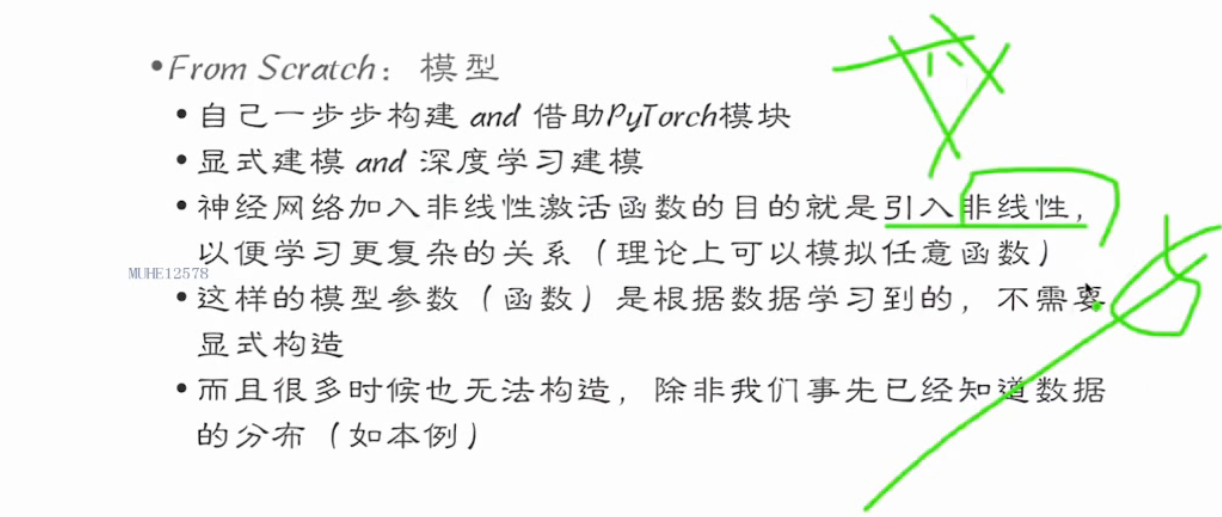 •From Scratch：模型
•自己一步步构建 and 借助PyTorch模块
•显式建模 and 深度学习建模
•神经网络加入非线性激活函数的目的就是引入非线性，
以便学习更复杂的关系（理论上可以模拟任意函数）
MUHE12578
•这样的模型参数（函数）是根据数据学习到的，不需要
显式构造
•而且很多时候也无法构造，除非我们事先已经知道数据
的分布（如本例）